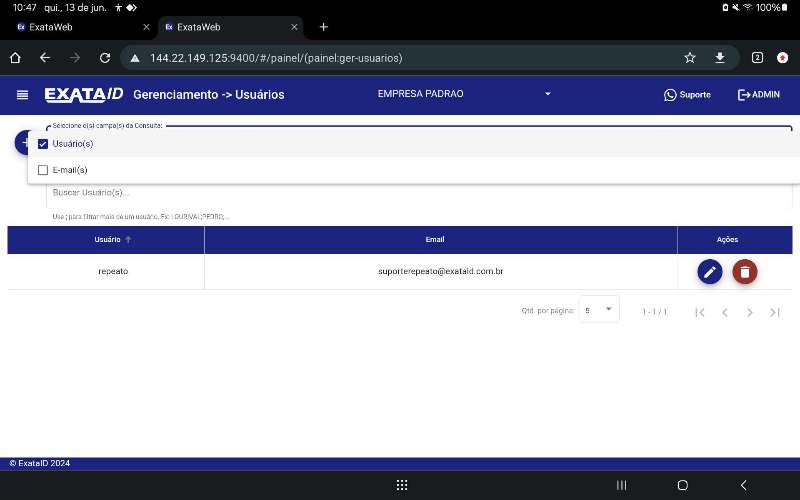 10:47 qui., 13 de jun.
100%
ExataWeb
ExataWeb
144.22.149.125:9400/#/painel/(painel:ger-usuarios)
2
EXATAID
Gerenciamento -> Usuários
EMPRESA PADRAO
Suporte
ADMIN
Selecione o(s) campo(s) da Consulta:
Usuário(s)
E-mail(s)
Buscar Usuário(s)...
Use ; para filtrar mais de um usuário. Ex: LOURIVAL;PEDRO;...
Usuário
Email
Ações
repeato
suporterepeato@exataid.com.br
Qtd. por página:
5
1 - 1 / 1
© ExataID 2024